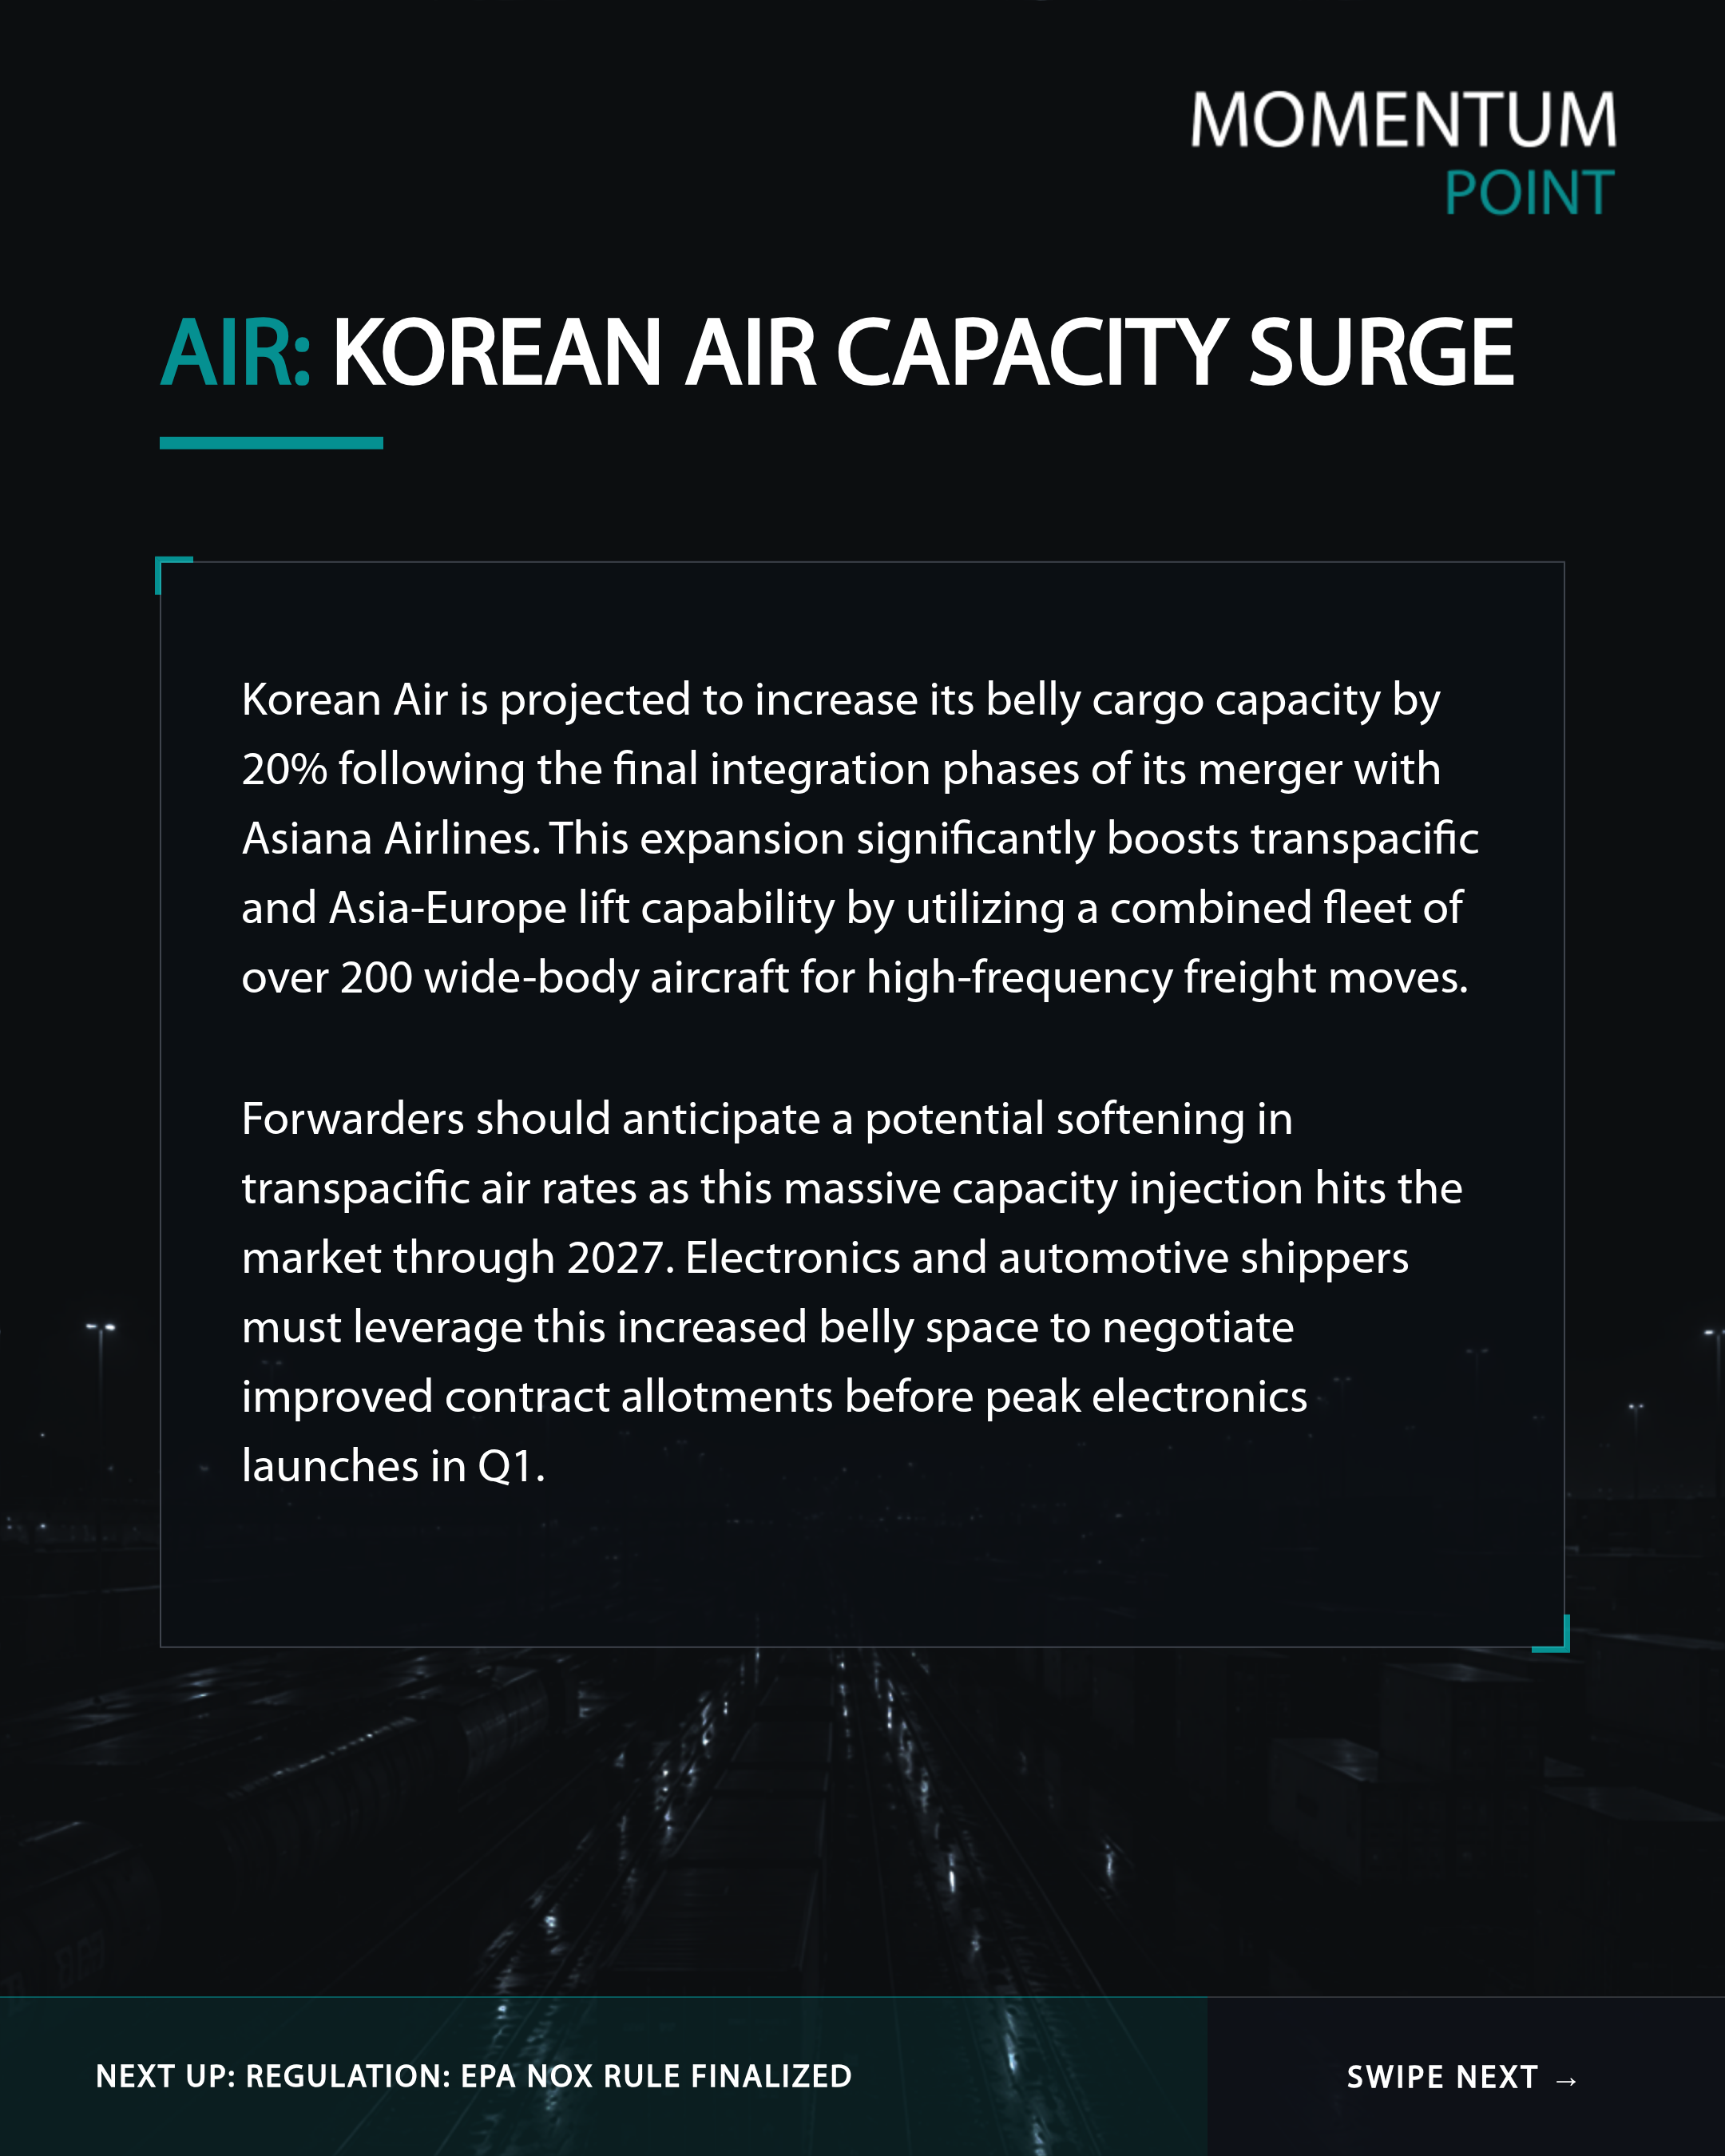 MOMENTUM
POINT
AIR: KOREAN AIR CAPACITY SURGE
Korean Air is projected to increase its belly cargo capacity by
20% following the final integration phases of its merger with
Asiana Airlines. This expansion significantly boosts transpacific
and Asia-Europe lift capability by utilizing a combined fleet of
over 200 wide-body aircraft for high-frequency freight moves.
Forwarders should anticipate a potential softening in
transpacific air rates as this massive capacity injection hits the
market through 2027. Electronics and automotive shippers
must leverage this increased belly space to negotiate
improved contract allotments before peak electronics
launches in Q1.
NEXT UP: REGULATION: EPA NOX RULE FINALIZED
SWIPE NEXT →